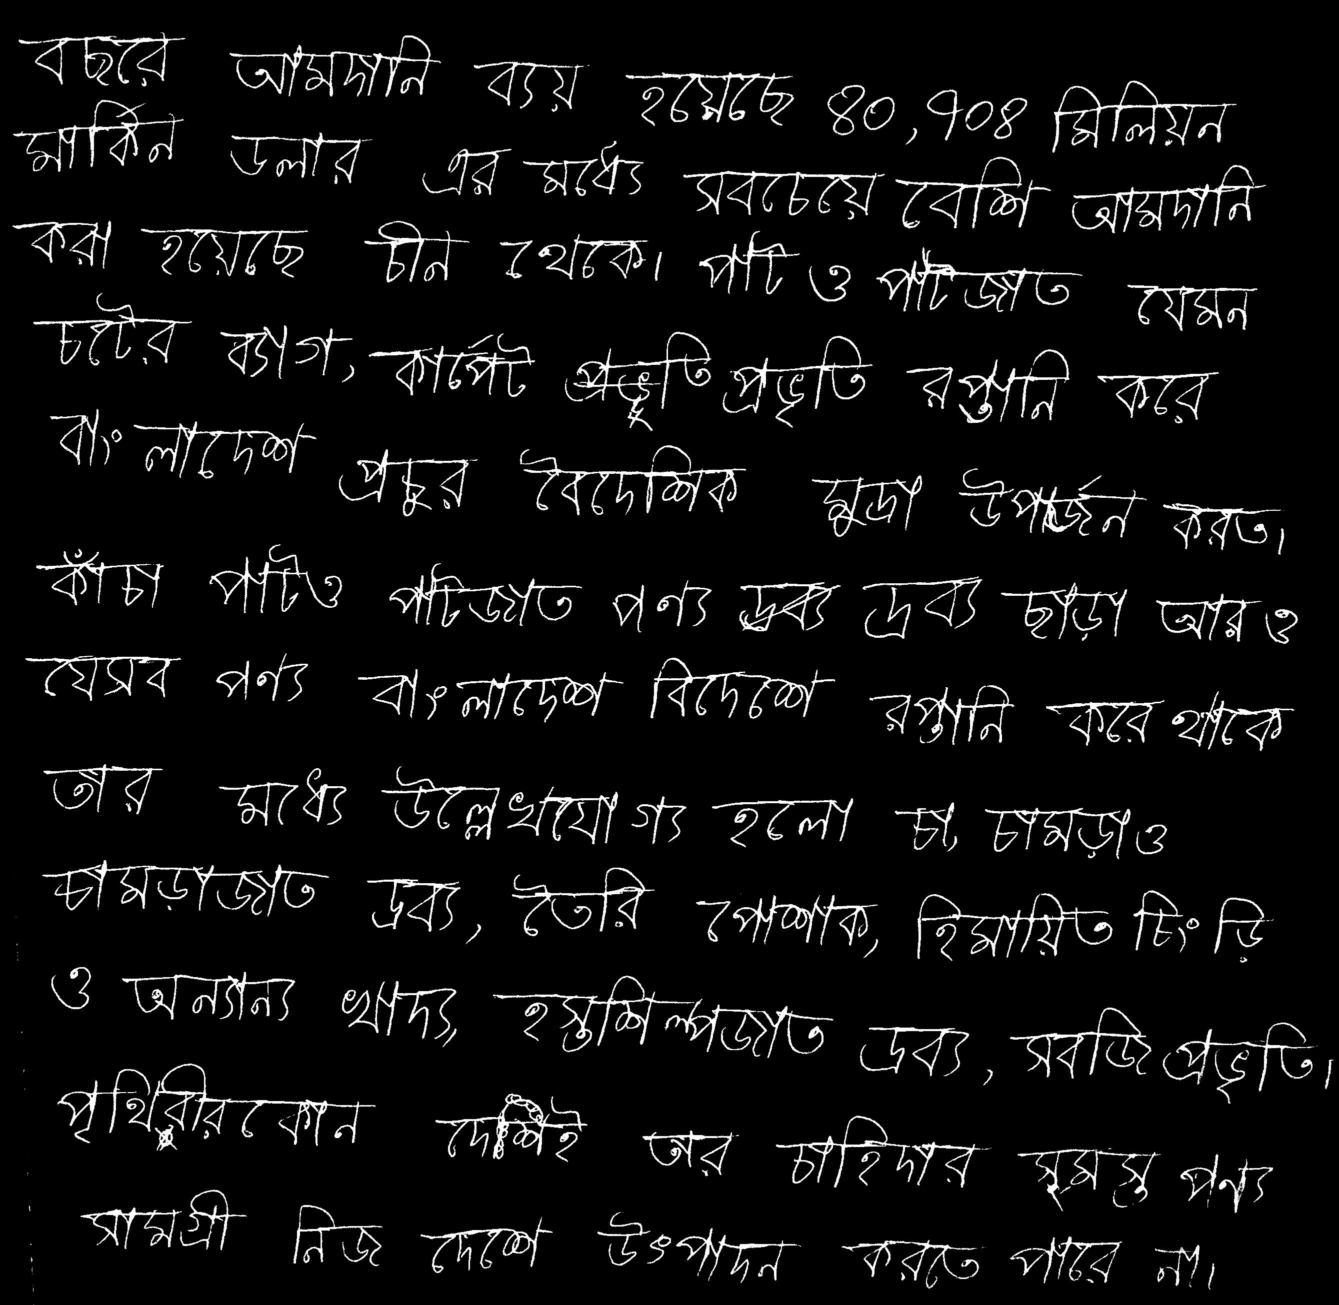 বছরে আমদানি ব্যয় হয়েছে ৪০,৭০৪ মিলিয়ন
মার্কিন ডলার এর মধ্যে সবচেয়ে বেশি আমদানি
করা হয়েছে চীন থেকে। পাট ও পাটজাত যেমন
চটের ব্যাগ, কার্পেট প্রভৃতি রপ্তানি করে
বাংলাদেশ প্রচুর বৈদেশিক মুদ্রা উপার্জন করত।
কাঁচা পাটও পাটজাত পণ্য দ্রব্য ছাড়া আরও
যেসব পণ্য বাংলাদেশ বিদেশে রপ্তানি করে থাকে
তার মধ্যে উল্লেখযোগ্য হলো চা, চামড়া ও
চামড়াজাত দ্রব্য, তৈরি পোশাক, হিমায়িত চিংড়ি
ও অন্যান্য খাদ্য, হস্তশিল্পজাত দ্রব্য, সবজি প্রভৃতি।
পৃথিবীর কোন দেশই তার চাহিদার সমস্ত পণ্য
সামগ্রী নিজ দেশে উৎপাদন করতে পারে না।